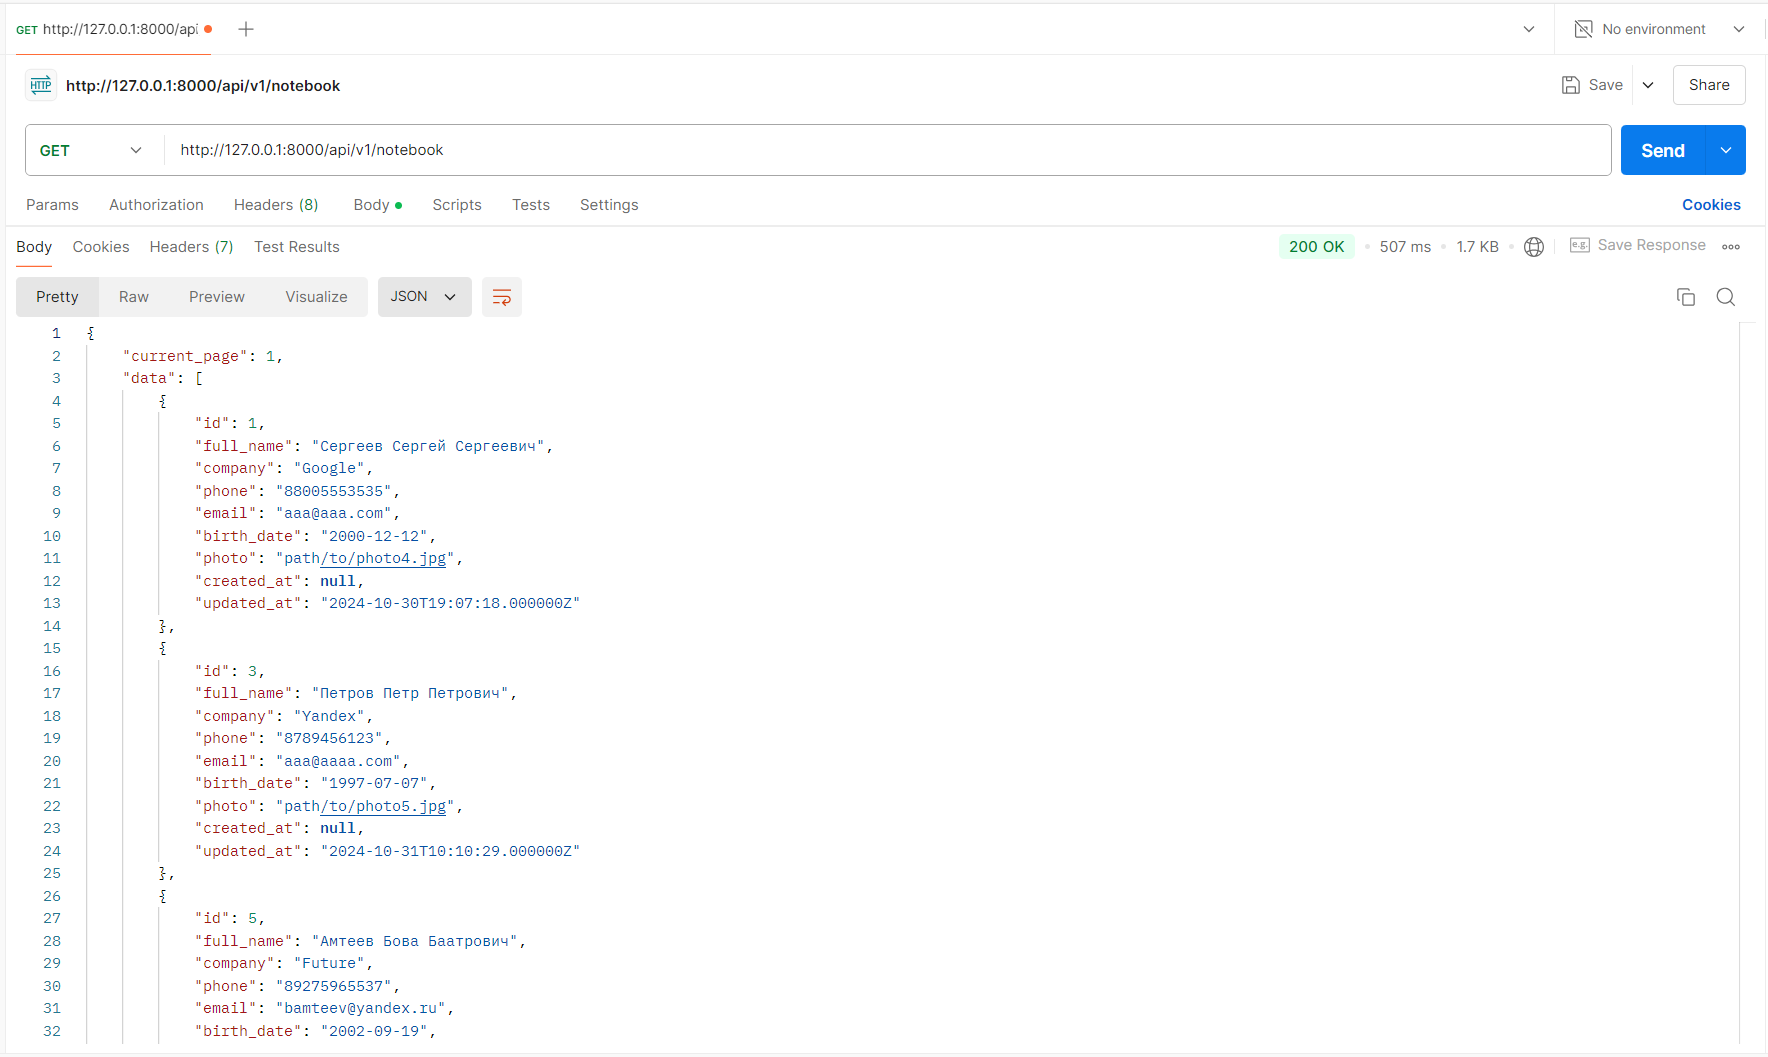 GET http://127.0.0.1:8000/api
No environment
HTTP http://127.0.0.1:8000/api/v1/notebook
Save
Share
GET http://127.0.0.1:8000/api/v1/notebook
Send
Params Authorization Headers (8) Body Scripts Tests Settings
Cookies
Body Cookies Headers (7) Test Results
200 OK 507 ms 1.7 KB e.g. Save Response
Pretty Raw Preview Visualize JSON
1 {
2 "current_page": 1,
3 "data": [
4 {
5 "id": 1,
6 "full_name": "Сергеев Сергей Сергеевич",
7 "company": "Google",
8 "phone": "88005553535",
9 "email": "aaa@aaa.com",
10 "birth_date": "2000-12-12",
11 "photo": "path/to/photo4.jpg",
12 "created_at": null,
13 "updated_at": "2024-10-30T19:07:18.000000Z"
14 },
15 {
16 "id": 3,
17 "full_name": "Петров Петр Петрович",
18 "company": "Yandex",
19 "phone": "8789456123",
20 "email": "aaa@aaaa.com",
21 "birth_date": "1997-07-07",
22 "photo": "path/to/photo5.jpg",
23 "created_at": null,
24 "updated_at": "2024-10-31T10:10:29.000000Z"
25 },
26 {
27 "id": 5,
28 "full_name": "Амтеев Бова Баатрович",
29 "company": "Future",
30 "phone": "89275965537",
31 "email": "bamteev@yandex.ru",
32 "birth_date": "2002-09-19",